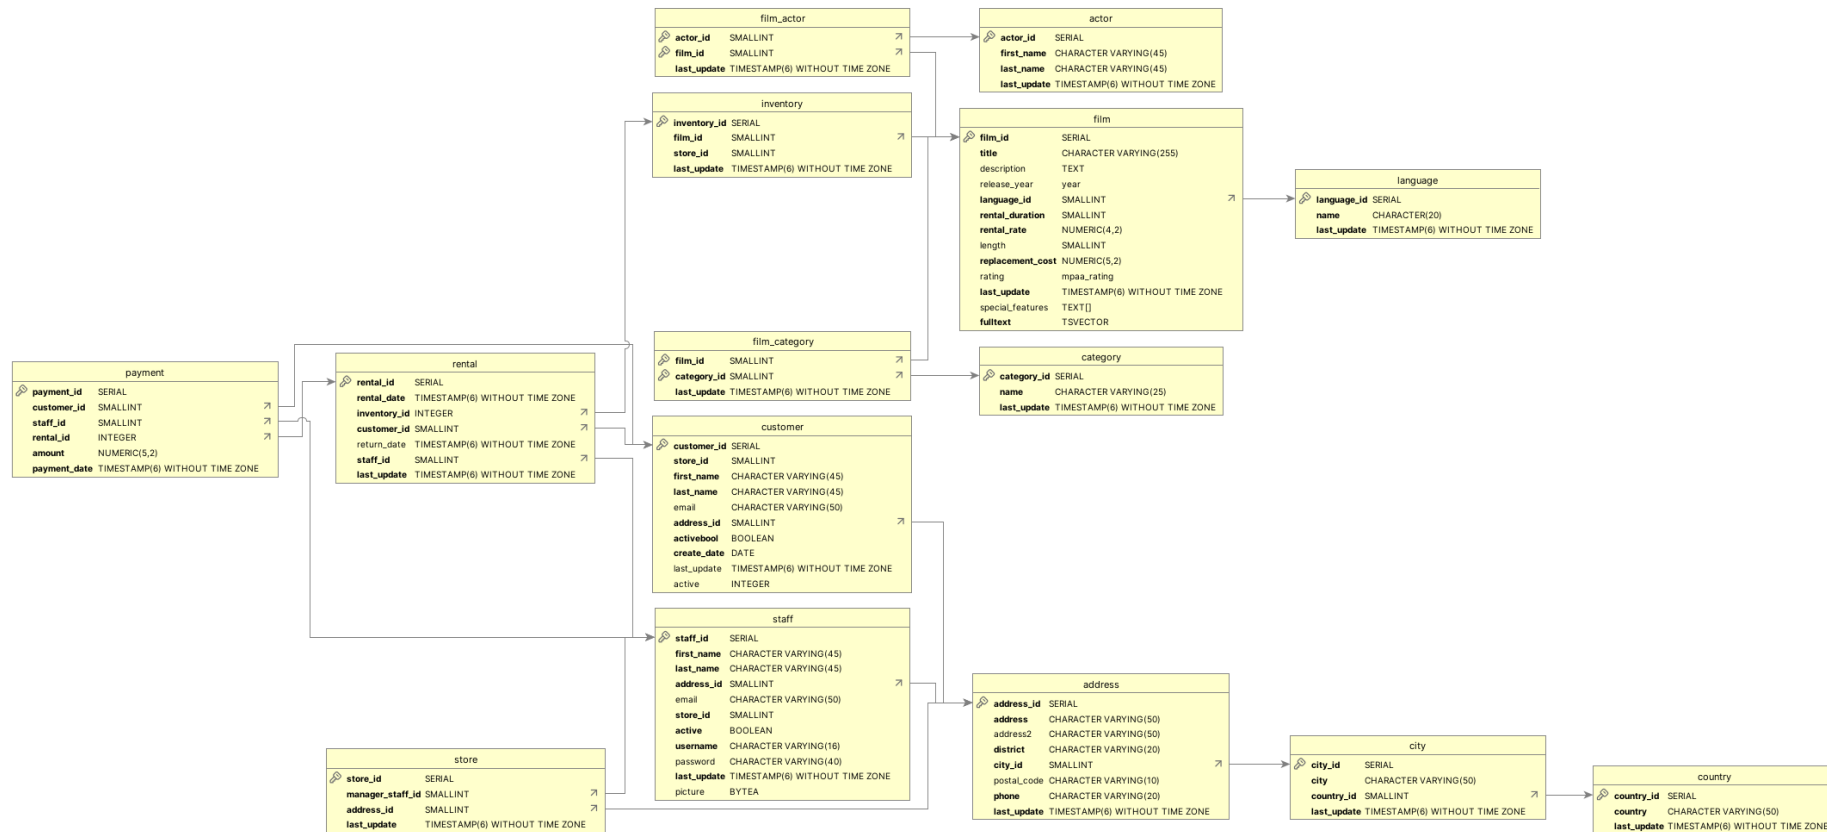 film_actor
actor_id SMALLINT
film_id SMALLINT
last_update TIMESTAMP(6) WITHOUT TIME ZONE
actor
actor_id SERIAL
first_name CHARACTER VARYING(45)
last_name CHARACTER VARYING(45)
last_update TIMESTAMP(6) WITHOUT TIME ZONE
inventory
inventory_id SERIAL
film_id SMALLINT
store_id SMALLINT
last_update TIMESTAMP(6) WITHOUT TIME ZONE
film
film_id SERIAL
title CHARACTER VARYING(255)
description TEXT
release_year year
language_id SMALLINT
rental_duration SMALLINT
rental_rate NUMERIC(4,2)
length SMALLINT
replacement_cost NUMERIC(5,2)
rating mpaa_rating
last_update TIMESTAMP(6) WITHOUT TIME ZONE
special_features TEXT[]
fulltext TSVECTOR
language
language_id SERIAL
name CHARACTER(20)
last_update TIMESTAMP(6) WITHOUT TIME ZONE
payment
payment_id SERIAL
customer_id SMALLINT
staff_id SMALLINT
rental_id INTEGER
amount NUMERIC(5,2)
payment_date TIMESTAMP(6) WITHOUT TIME ZONE
rental
rental_id SERIAL
rental_date TIMESTAMP(6) WITHOUT TIME ZONE
inventory_id INTEGER
customer_id SMALLINT
return_date TIMESTAMP(6) WITHOUT TIME ZONE
staff_id SMALLINT
last_update TIMESTAMP(6) WITHOUT TIME ZONE
film_category
film_id SMALLINT
category_id SMALLINT
last_update TIMESTAMP(6) WITHOUT TIME ZONE
category
category_id SERIAL
name CHARACTER VARYING(25)
last_update TIMESTAMP(6) WITHOUT TIME ZONE
customer
customer_id SERIAL
store_id SMALLINT
first_name CHARACTER VARYING(45)
last_name CHARACTER VARYING(45)
email CHARACTER VARYING(50)
address_id SMALLINT
activebool BOOLEAN
create_date DATE
last_update TIMESTAMP(6) WITHOUT TIME ZONE
active INTEGER
staff
staff_id SERIAL
first_name CHARACTER VARYING(45)
last_name CHARACTER VARYING(45)
address_id SMALLINT
email CHARACTER VARYING(50)
store_id SMALLINT
active BOOLEAN
username CHARACTER VARYING(16)
password CHARACTER VARYING(40)
last_update TIMESTAMP(6) WITHOUT TIME ZONE
picture BYTEA
store
store_id SERIAL
manager_staff_id SMALLINT
address_id SMALLINT
last_update TIMESTAMP(6) WITHOUT TIME ZONE
address
address_id SERIAL
address CHARACTER VARYING(50)
address2 CHARACTER VARYING(50)
district CHARACTER VARYING(20)
city_id SMALLINT
postal_code CHARACTER VARYING(10)
phone CHARACTER VARYING(20)
last_update TIMESTAMP(6) WITHOUT TIME ZONE
city
city_id SERIAL
city CHARACTER VARYING(50)
country_id SMALLINT
last_update TIMESTAMP(6) WITHOUT TIME ZONE
country
country_id SERIAL
country CHARACTER VARYING(50)
last_update TIMESTAMP(6) WITHOUT TIME ZONE